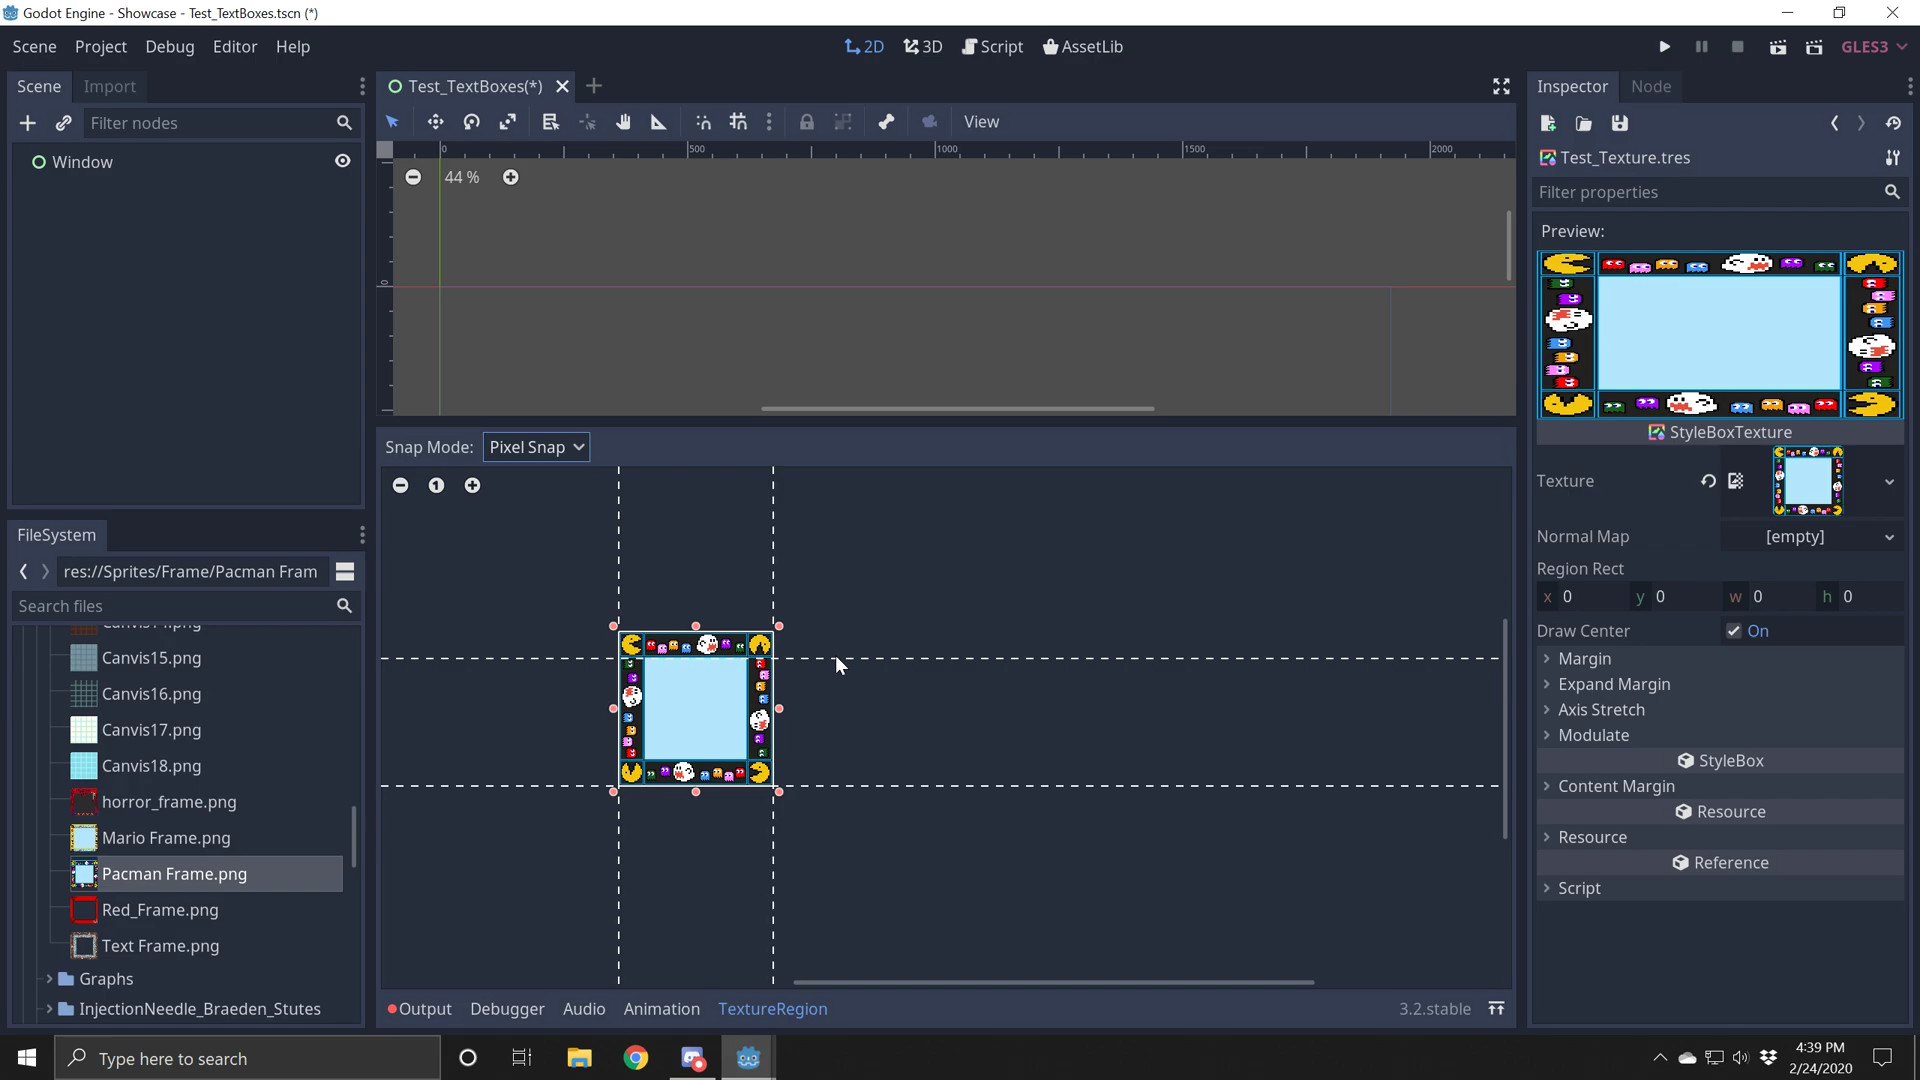 Godot Engine - Showcase - Test_TextBoxes.tscn (*)
Scene Project Debug Editor Help
2D 3D Script AssetLib
GLES3
Scene Import
Filter nodes
Window
Test_TextBoxes(*)
View
0 500 1000 1500 2000
44 %
0
Snap Mode: Pixel Snap
1
FileSystem
res://Sprites/Frame/Pacman Fram
Search files
Canvis14.png
Canvis15.png
Canvis16.png
Canvis17.png
Canvis18.png
horror_frame.png
Mario Frame.png
Pacman Frame.png
Red_Frame.png
Text Frame.png
Graphs
InjectionNeedle_Braeden_Stutes
Output Debugger Audio Animation TextureRegion 3.2.stable
Inspector Node
Test_Texture.tres
Filter properties
Preview:
StyleBoxTexture
Texture
Normal Map [empty]
Region Rect
x 0 y 0 w 0 h 0
Draw Center On
Margin
Expand Margin
Axis Stretch
Modulate
StyleBox
Content Margin
Resource
Resource
Reference
Script
Type here to search
4:39 PM
2/24/2020